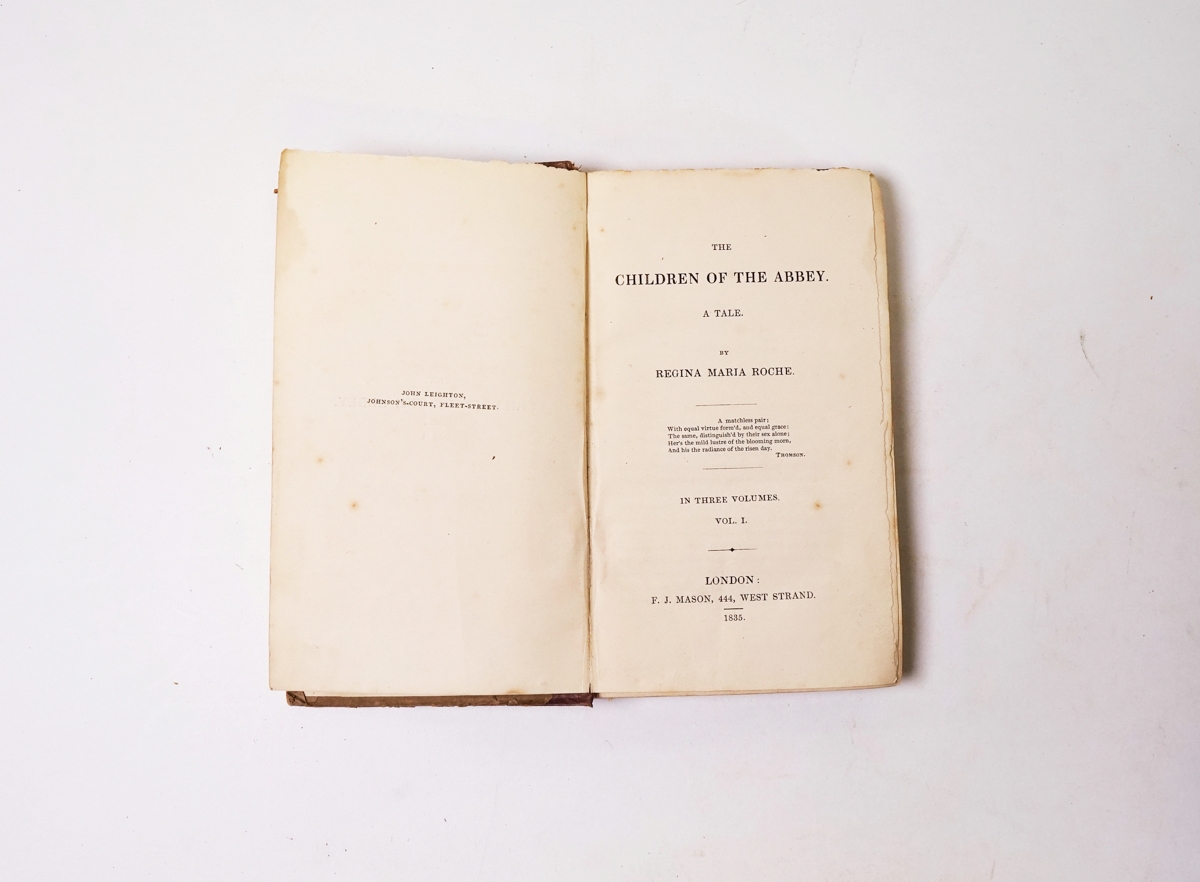 JOHN LEIGHTON,
JOHNSON'S-COURT, FLEET-STREET.
THE
CHILDREN OF THE ABBEY.
A TALE.
BY
REGINA MARIA ROCHE.
A matchless pair;
With equal virtue form'd, and equal grace:
The same, distinguish'd by their sex alone;
Her's the mild lustre of the blooming morn,
And his the radiance of the risen day.
THOMSON.
IN THREE VOLUMES.
VOL. I.
LONDON:
F. J. MASON, 444, WEST STRAND.
1835.